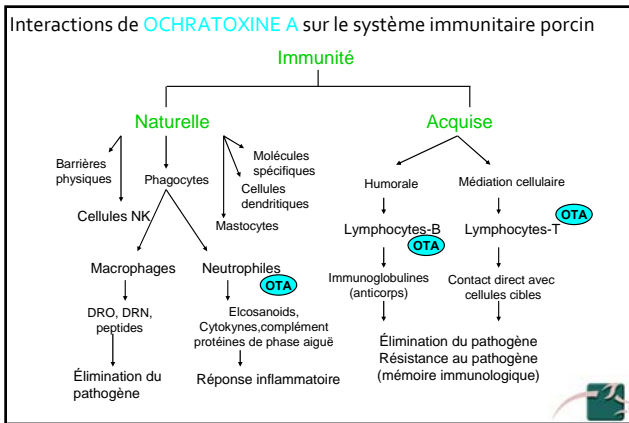 Interactions de OCHRATOXINE A sur le système immunitaire porcin
Immunité
Naturelle
Acquise
Barrières
physiques
Phagocytes
Molécules
spécifiques
Cellules
dendritiques
Cellules NK
Mastocytes
Humorale
Médiation cellulaire
Lymphocytes-B
OTA
Lymphocytes-T
OTA
Macrophages
Neutrophiles
OTA
Immunoglobulines
(anticorps)
Contact direct avec
cellules cibles
DRO, DRN,
peptides
Elcosanoids,
Cytokynes,complément
protéines de phase aiguë
Élimination du
pathogène
Réponse inflammatoire
Élimination du pathogène
Résistance au pathogène
(mémoire immunologique)